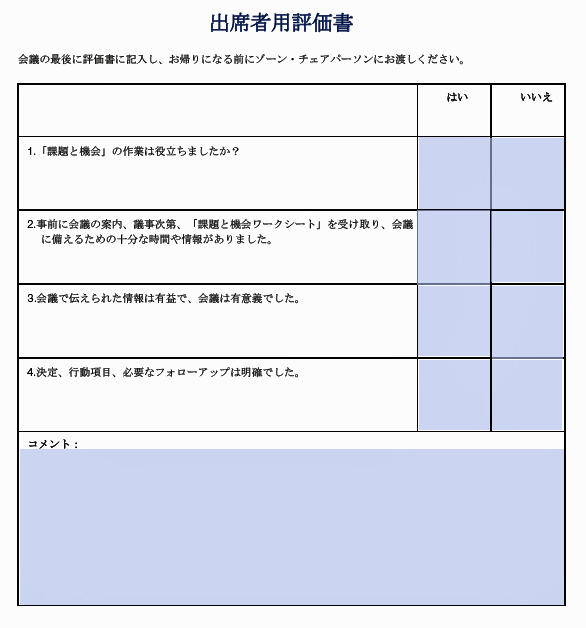 出席者用評価書
会議の最後に評価書に記入し、お帰りになる前にゾーン・チェアパーソンにお渡しください。
はい
いいえ
1.「課題と機会」の作業は役立ちましたか？
2.事前に会議の案内、議事次第、「課題と機会ワークシート」を受け取り、会議
に備えるための十分な時間や情報がありました。
3.会議で伝えられた情報は有益で、会議は有意義でした。
4.決定、行動項目、必要なフォローアップは明確でした。
コメント：